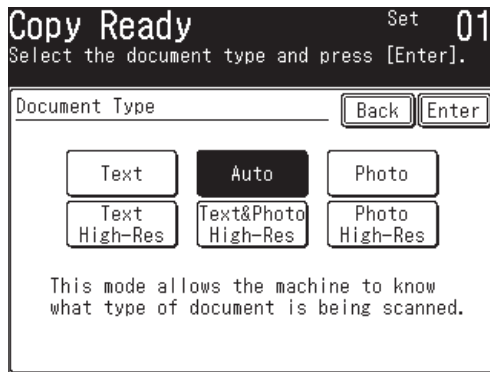 Copy Ready Set 01
Select the document type and press [Enter].
Document Type Back Enter
Text Auto Photo
Text High-Res
Text&Photo High-Res
Photo High-Res
This mode allows the machine to know
what type of document is being scanned.